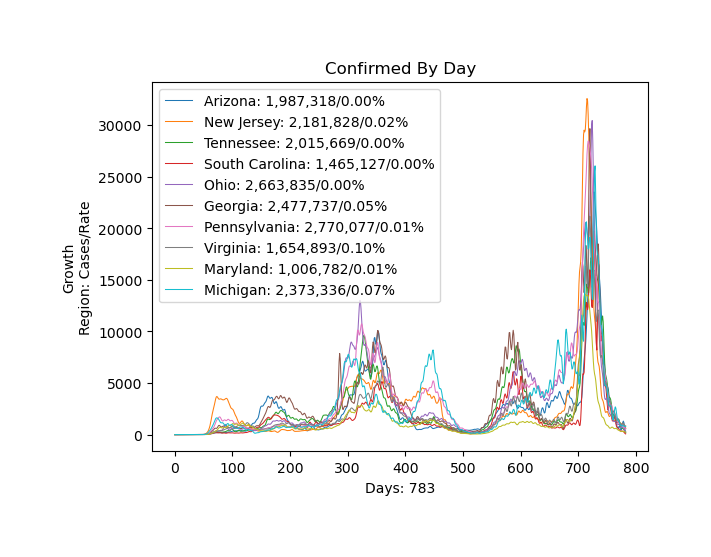 Confirmed By Day
Arizona: 1,987,318/0.00%
New Jersey: 2,181,828/0.02%
Tennessee: 2,015,669/0.00%
South Carolina: 1,465,127/0.00%
Ohio: 2,663,835/0.00%
Georgia: 2,477,737/0.05%
Pennsylvania: 2,770,077/0.01%
Virginia: 1,654,893/0.10%
Maryland: 1,006,782/0.01%
Michigan: 2,373,336/0.07%
Growth
Region: Cases/Rate
30000
25000
20000
15000
10000
5000
0
0 100 200 300 400 500 600 700 800
Days: 783